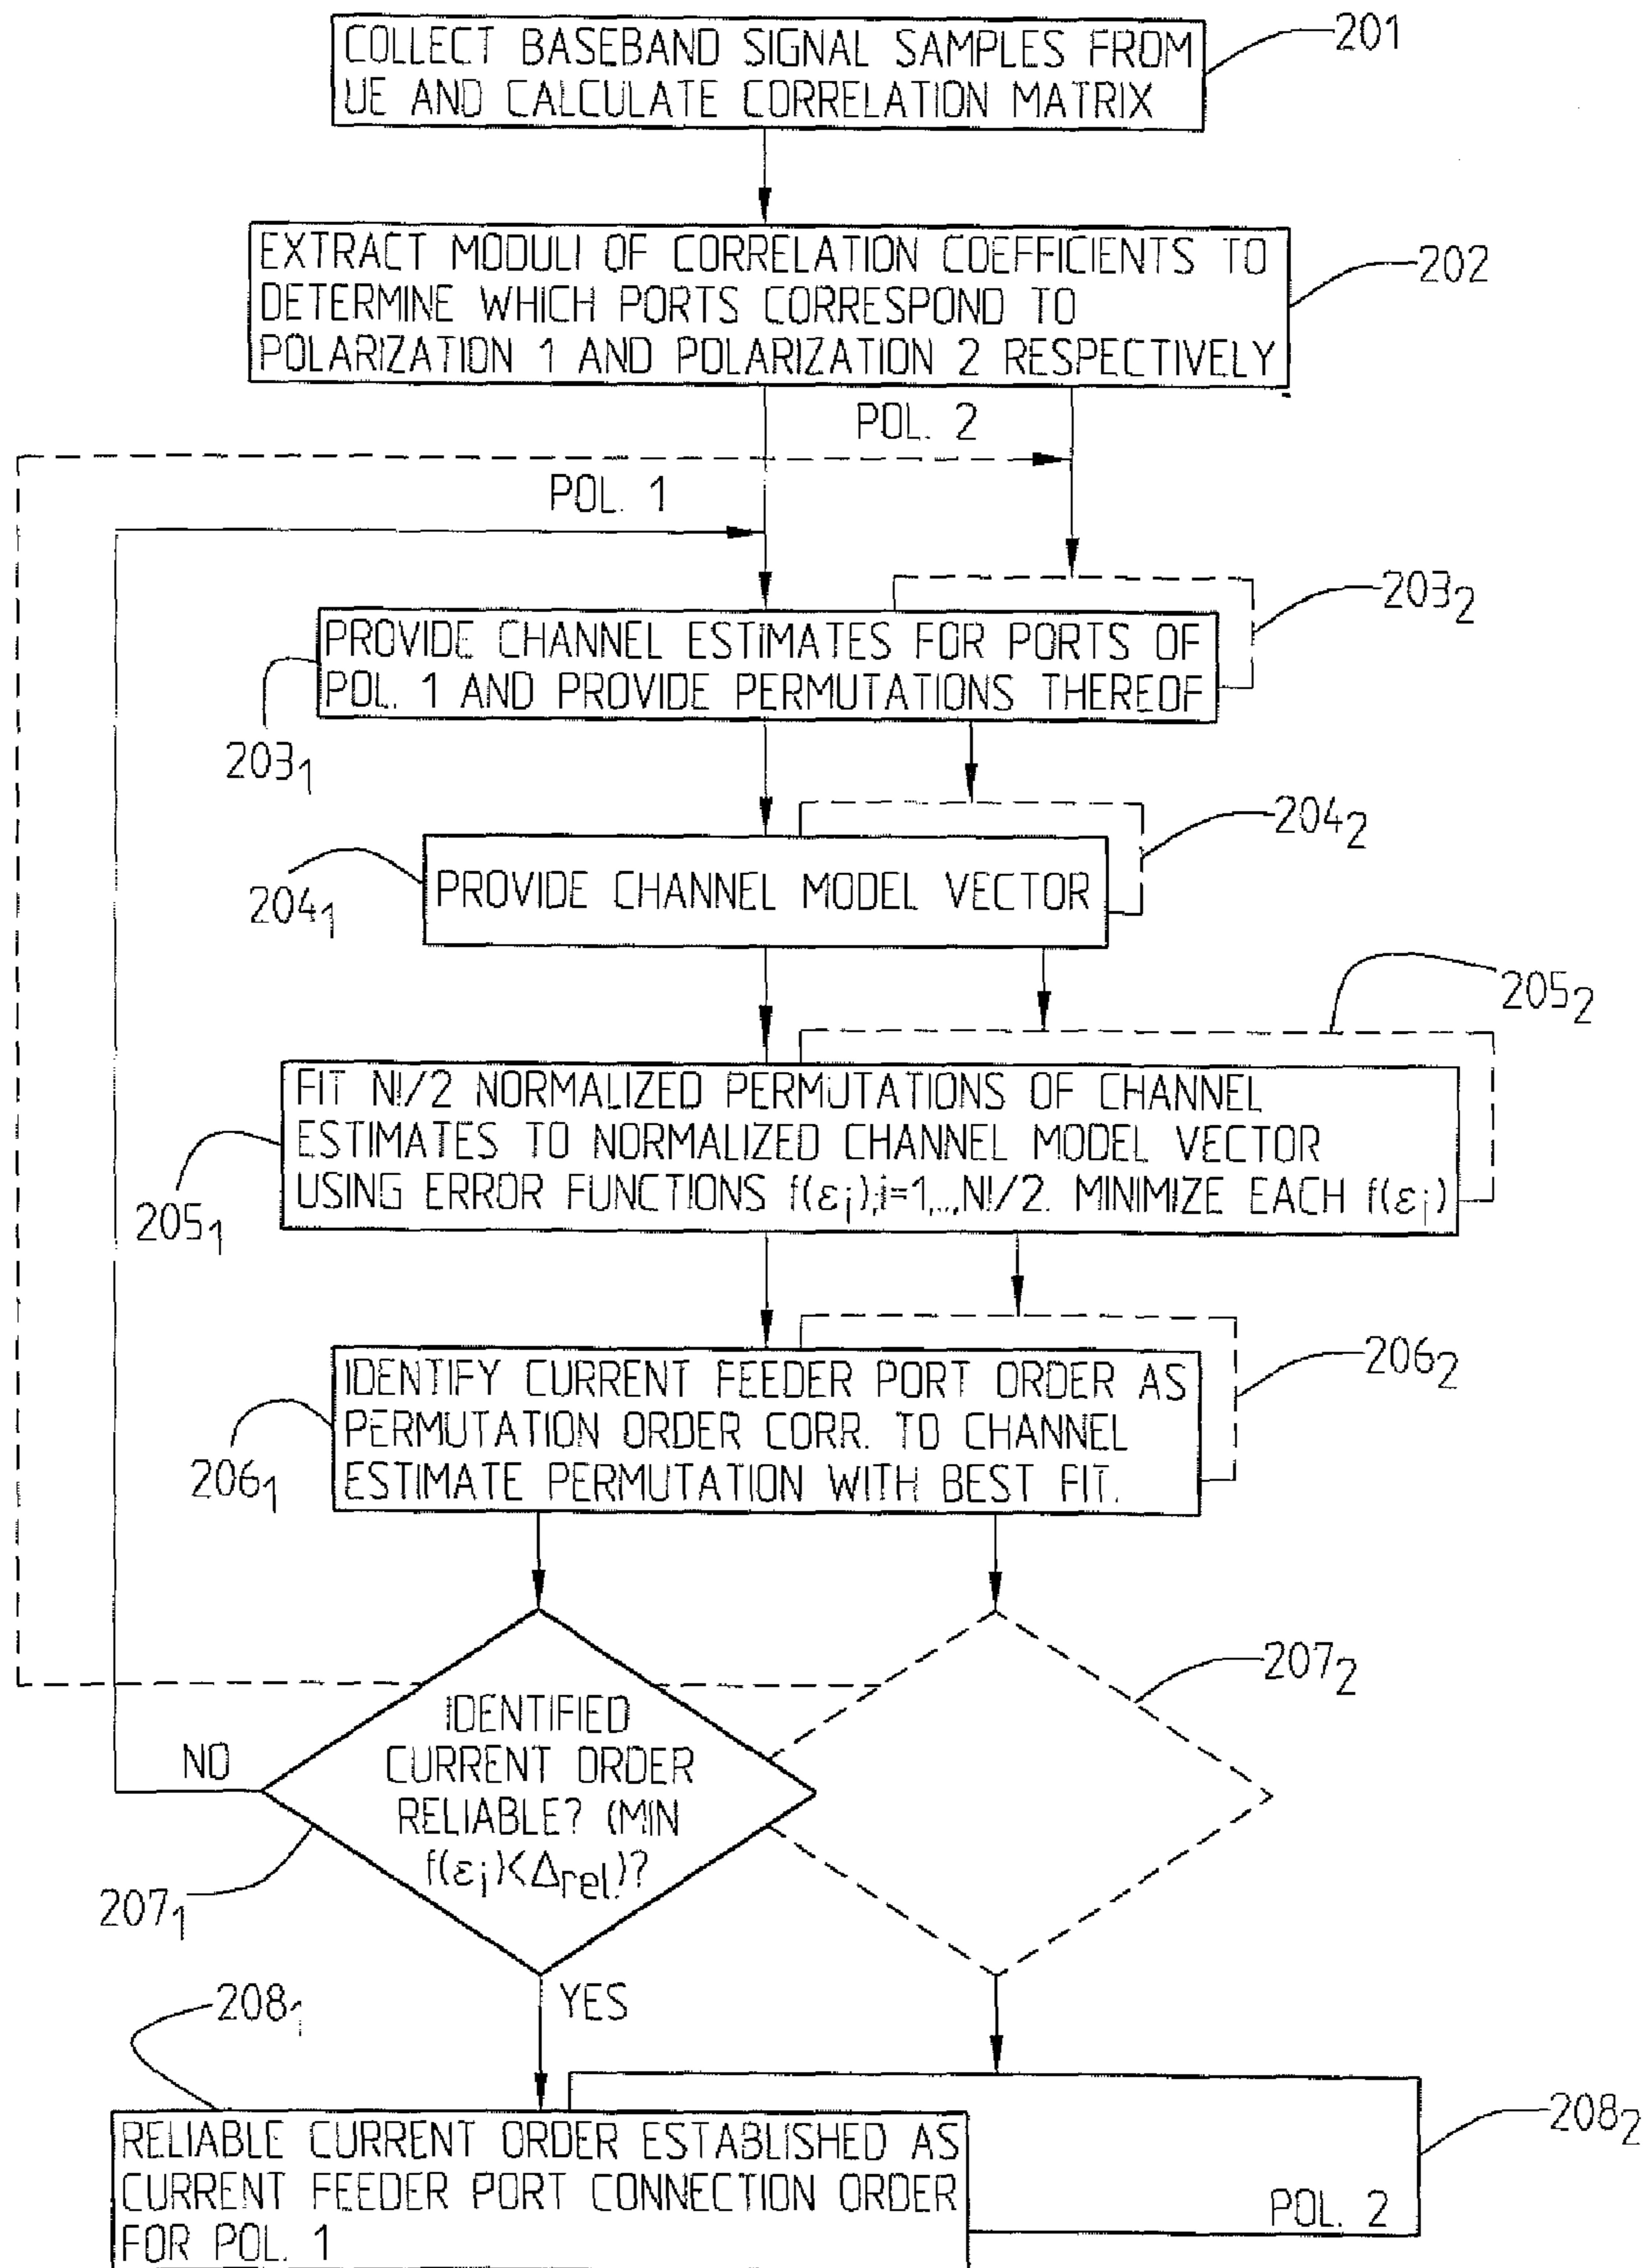 COLLECT BASEBAND SIGNAL SAMPLES FROM
UE AND CALCULATE CORRELATION MATRIX
201
EXTRACT MODULI OF CORRELATION COEFFICIENTS TO
DETERMINE WHICH PORTS CORRESPOND TO
POLARIZATION 1 AND POLARIZATION 2 RESPECTIVELY
202
POL. 2
POL. 1
203₂
PROVIDE CHANNEL ESTIMATES FOR PORTS OF
POL. 1 AND PROVIDE PERMUTATIONS THEREOF
203₁
204₂
PROVIDE CHANNEL MODEL VECTOR
204₁
205₂
FIT N!/2 NORMALIZED PERMUTATIONS OF CHANNEL
ESTIMATES TO NORMALIZED CHANNEL MODEL VECTOR
USING ERROR FUNCTIONS f(εᵢ),i=1,..,N!/2. MINIMIZE EACH f(εᵢ)
205₁
206₂
IDENTIFY CURRENT FEEDER PORT ORDER AS
PERMUTATION ORDER CORR. TO CHANNEL
ESTIMATE PERMUTATION WITH BEST FIT.
206₁
207₂
IDENTIFIED
CURRENT ORDER
RELIABLE? (MIN
f(εᵢ)<Δrel.)?
NO
207₁
YES
208₁
RELIABLE CURRENT ORDER ESTABLISHED AS
CURRENT FEEDER PORT CONNECTION ORDER
FOR POL. 1
208₂
POL. 2